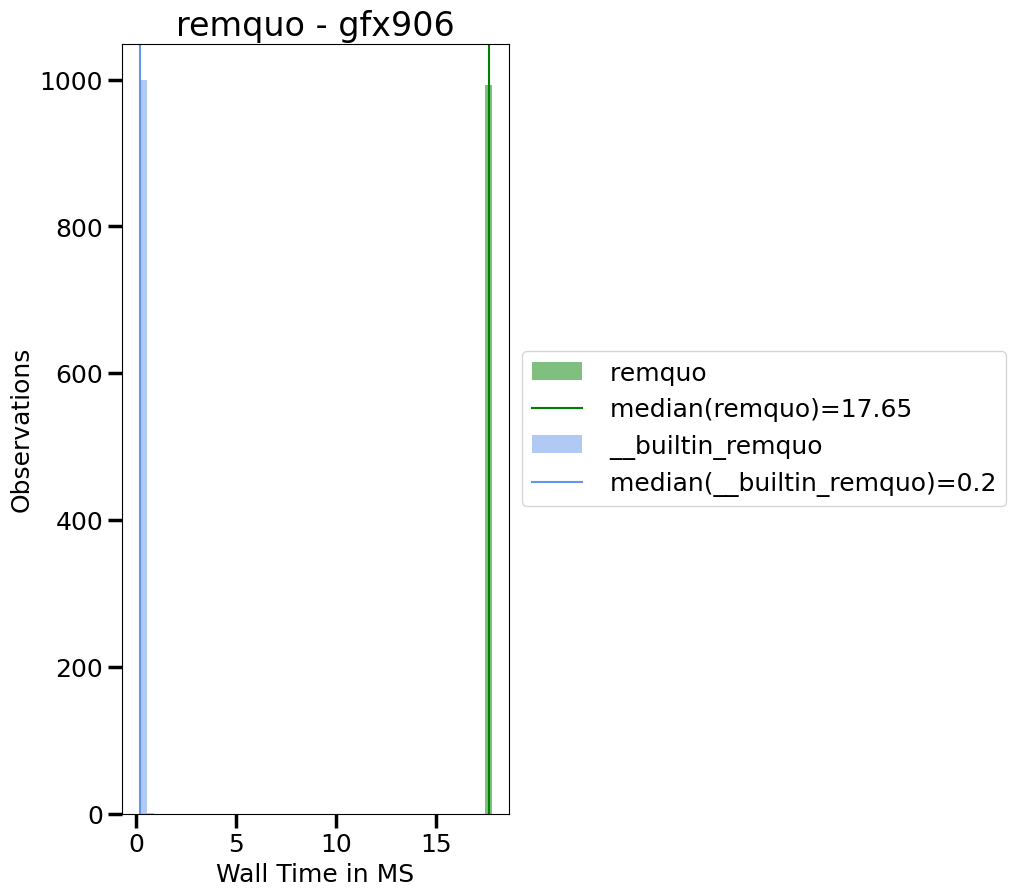 remquo - gfx906
1000
800
600
400
200
0
Observations
0 5 10 15
Wall Time in MS
remquo
median(remquo)=17.65
__builtin_remquo
median(__builtin_remquo)=0.2